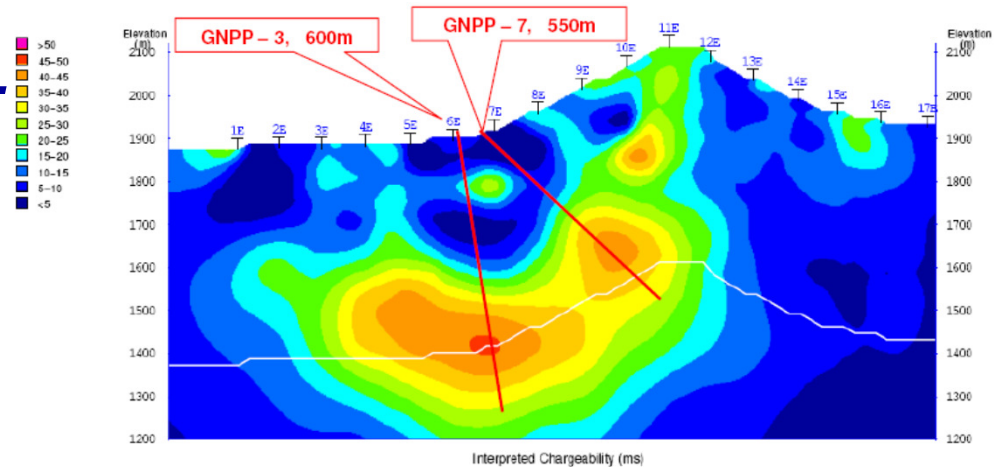 GNPP – 3, 600m
GNPP – 7, 550m
>50
45-50
40-45
35-40
30-35
25-30
20-25
15-20
10-15
5-10
<5
Elevation
(m)
2100
2000
1900
1800
1700
1600
1500
1400
1300
1200
1E
2E
3E
4E
5E
6E
7E
8E
9E
10E
11E
12E
13E
14E
15E
16E
17E
Elevation
(m)
2100
2000
1900
1800
1700
1600
1500
1400
1300
1200
Interpreted Chargeability (ms)